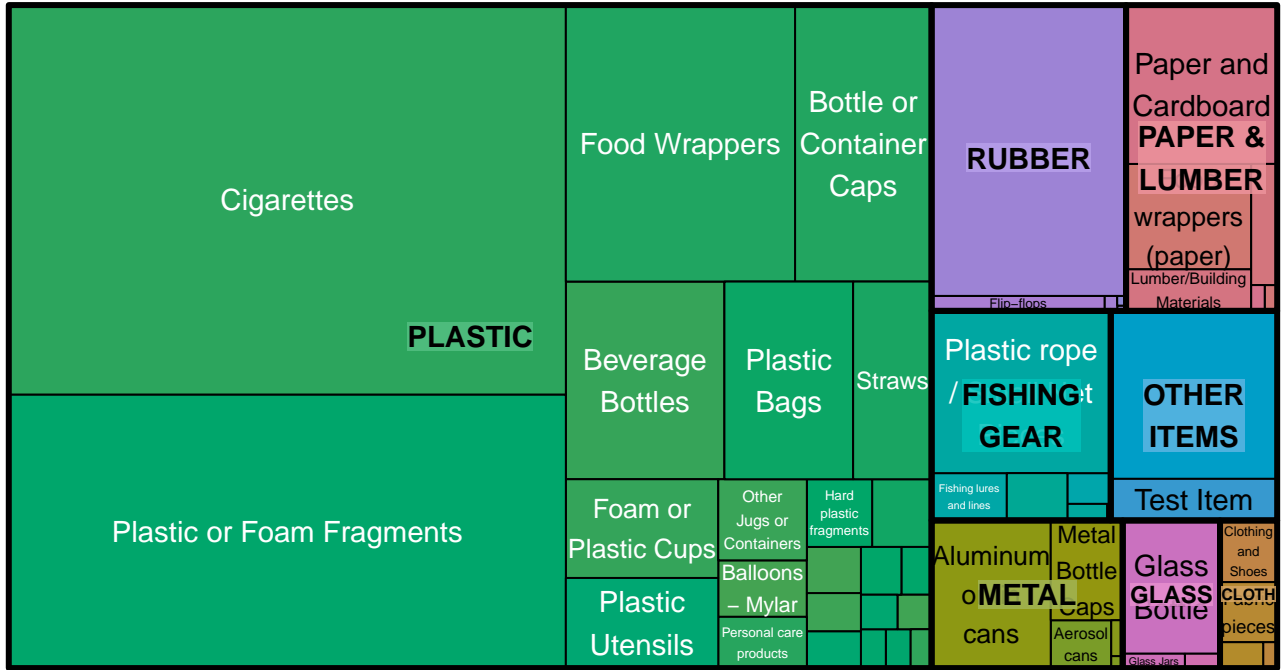 Cigarettes
PLASTIC
Plastic or Foam Fragments
Food Wrappers
Bottle or
Container
Caps
Beverage
Bottles
Plastic
Bags
Straws
Foam or
Plastic Cups
Plastic
Utensils
Other
Jugs or
Containers
Balloons
– Mylar
Personal care
products
Hard
plastic
fragments
RUBBER
Flip–flops
Paper and
Cardboard
PAPER &
LUMBER
wrappers
(paper)
Lumber/Building
Materials
Plastic rope
/
FISHING
GEAR
Fishing lures
and lines
OTHER
ITEMS
Test Item
Aluminum
METAL
cans
Metal
Bottle
Caps
Aerosol
cans
Glass
GLASS
Bottle
Glass Jars
Clothing
and
Shoes
CLOTH
Fabric
pieces